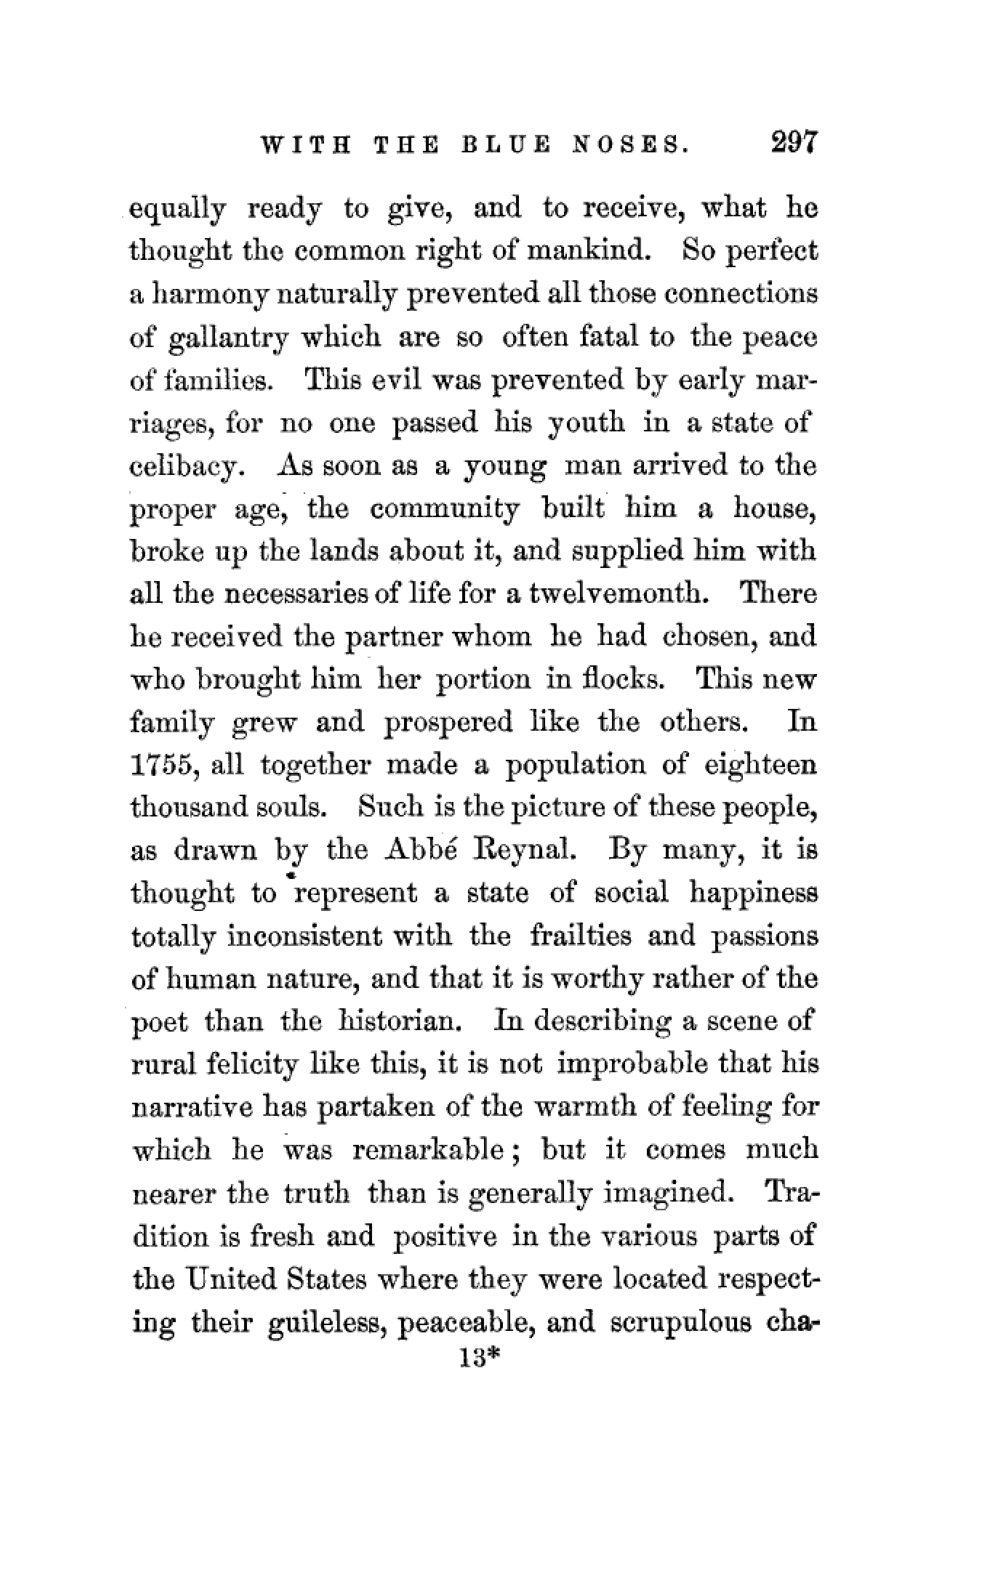 WITH THE BLUE NOSES. 297
equally ready to give, and to receive, what he
thought the common right of mankind. So perfect
a harmony naturally prevented all those connections
of gallantry which are so often fatal to the peace
of families. This evil was prevented by early mar-
riages, for no one passed his youth in a state of
celibacy. As soon as a young man arrived to the
proper age, the community built him a house,
broke up the lands about it, and supplied him with
all the necessaries of life for a twelvemonth. There
he received the partner whom he had chosen, and
who brought him her portion in flocks. This new
family grew and prospered like the others. In
1755, all together made a population of eighteen
thousand souls. Such is the picture of these people,
as drawn by the Abbé Reynal. By many, it is
thought to represent a state of social happiness
totally inconsistent with the frailties and passions
of human nature, and that it is worthy rather of the
poet than the historian. In describing a scene of
rural felicity like this, it is not improbable that his
narrative has partaken of the warmth of feeling for
which he was remarkable; but it comes much
nearer the truth than is generally imagined. Tra-
dition is fresh and positive in the various parts of
the United States where they were located respect-
ing their guileless, peaceable, and scrupulous cha-
13*